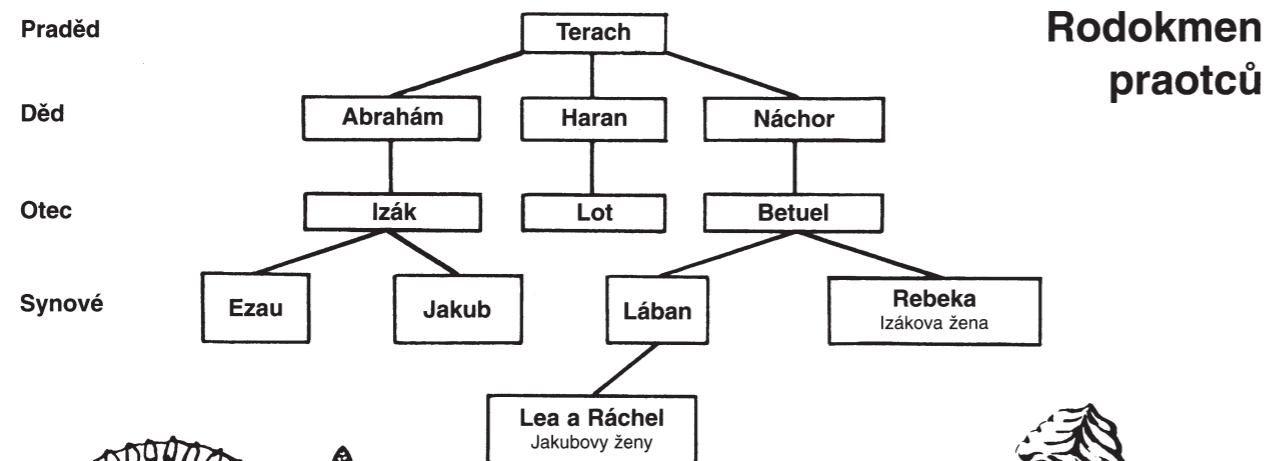 Rodokmen
praotců
Praděd
Terach
Děd
Abrahám
Haran
Náchor
Otec
Izák
Lot
Betuel
Synové
Ezau
Jakub
Lában
Rebeka
Izákova žena
Lea a Ráchel
Jakubovy ženy